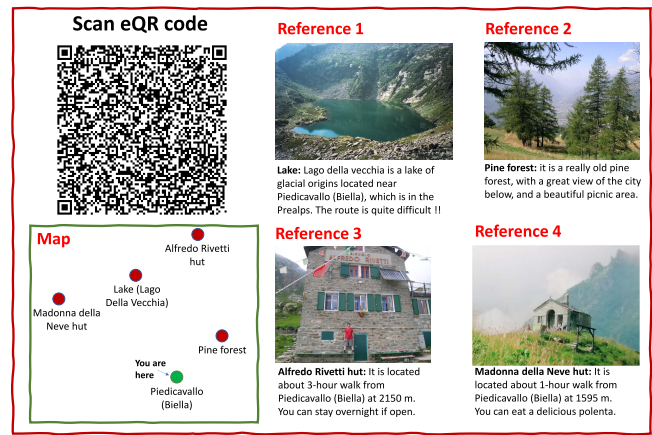 Scan eQR code
Map
Alfredo Rivetti
hut
Lake (Lago
Della Vecchia)
Madonna della
Neve hut
Pine forest
You are
here
Piedicavallo
(Biella)
Reference 1
Lake: Lago della vecchia is a lake of
glacial origins located near
Piedicavallo (Biella), which is in the
Prealps. The route is quite difficult !!
Reference 2
Pine forest: it is a really old pine
forest, with a great view of the city
below, and a beautiful picnic area.
Reference 3
ALFREDO RIVETTI
Alfredo Rivetti hut: It is located
about 3-hour walk from
Piedicavallo (Biella) at 2150 m.
You can stay overnight if open.
Reference 4
Madonna della Neve hut: It is
located about 1-hour walk from
Piedicavallo (Biella) at 1595 m.
You can eat a delicious polenta.